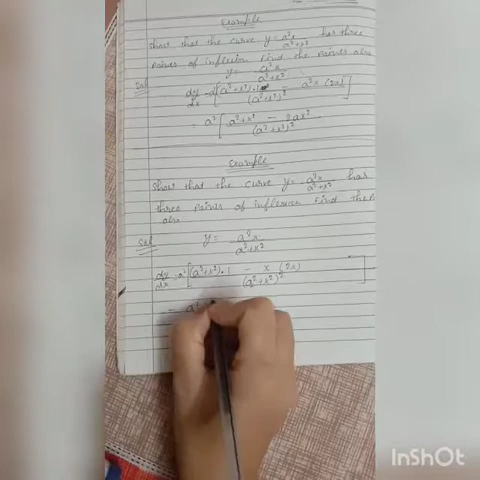 Example
Show that the curve y = a²x / a²+x² has three
points of inflexion Find the points also
y = a²x / a²+x²
Sol
dy/dx = [(a²+x²).1 - a²x (2x) / (a²+x²)²]
= a² [a²+x² - 2ax² / (a²+x²)²]
Example
Show that the curve y = a²x / a²+x² has
three points of inflexion Find the
also
Sol y = a²x / a²+x²
dy/dx = a² [(a²+x²).1 - x (2x) / (a²+x²)²]
= a²
InShOt